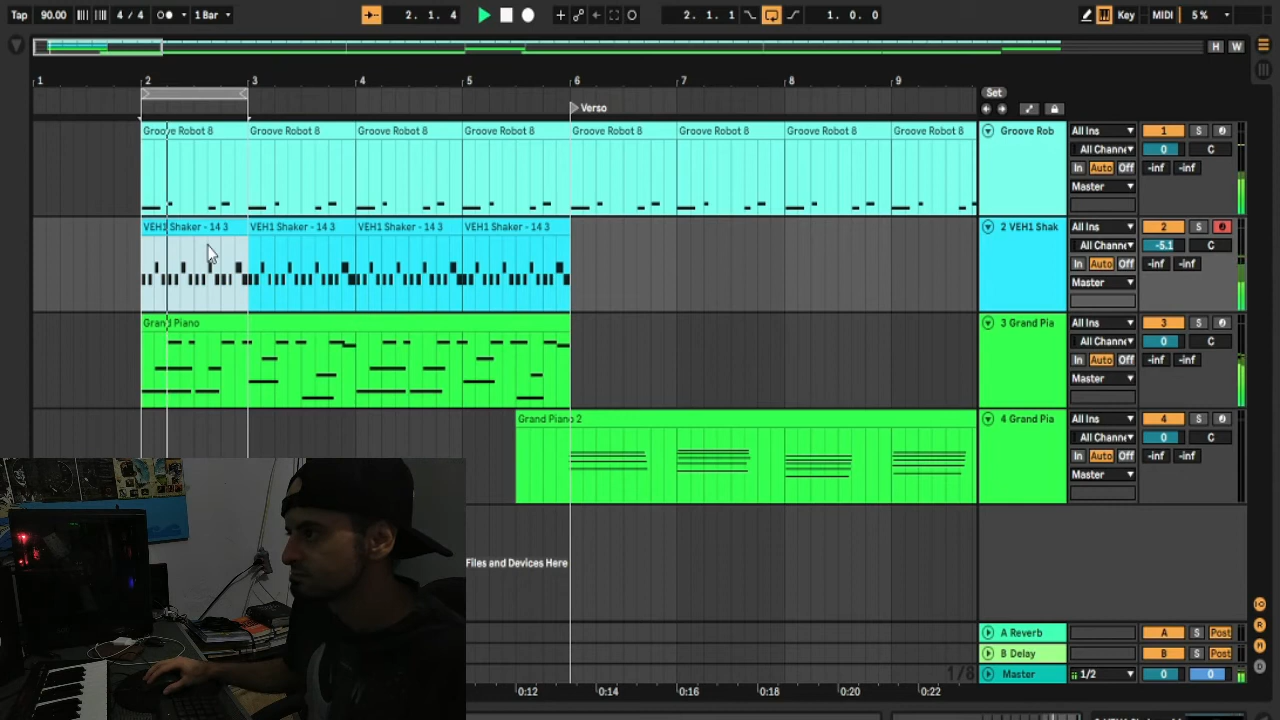 Tap 90.00 4 / 4 1 Bar 2. 1. 4 2. 1. 1 1. 0. 0 Key MIDI 5 %
H W
1 2 3 4 5 6 7 8 9
Set
Verso
Groove Robot 8 Groove Robot 8 Groove Robot 8 Groove Robot 8 Groove Robot 8 Groove Robot 8 Groove Robot 8 Groove Robot 8 Groove Rob All Ins 1 S
All Channe 0 C
In Auto Off -inf -inf
Master
VEH1 Shaker - 14 3 VEH1 Shaker - 14 3 VEH1 Shaker - 14 3 VEH1 Shaker - 14 3 2 VEH1 Shak All Ins 2 S
All Channe -5.1 C
In Auto Off -inf -inf
Master
Grand Piano 3 Grand Pia All Ins 3 S
All Channe 0 C
In Auto Off -inf -inf
Master
Grand Piano 2 4 Grand Pia All Ins 4 S
All Channe 0 C
In Auto Off -inf -inf
Master
Files and Devices Here
A Reverb A S Post
B Delay B S Post
1/8 Master 1/2 0 0
0:12 0:14 0:16 0:18 0:20 0:22